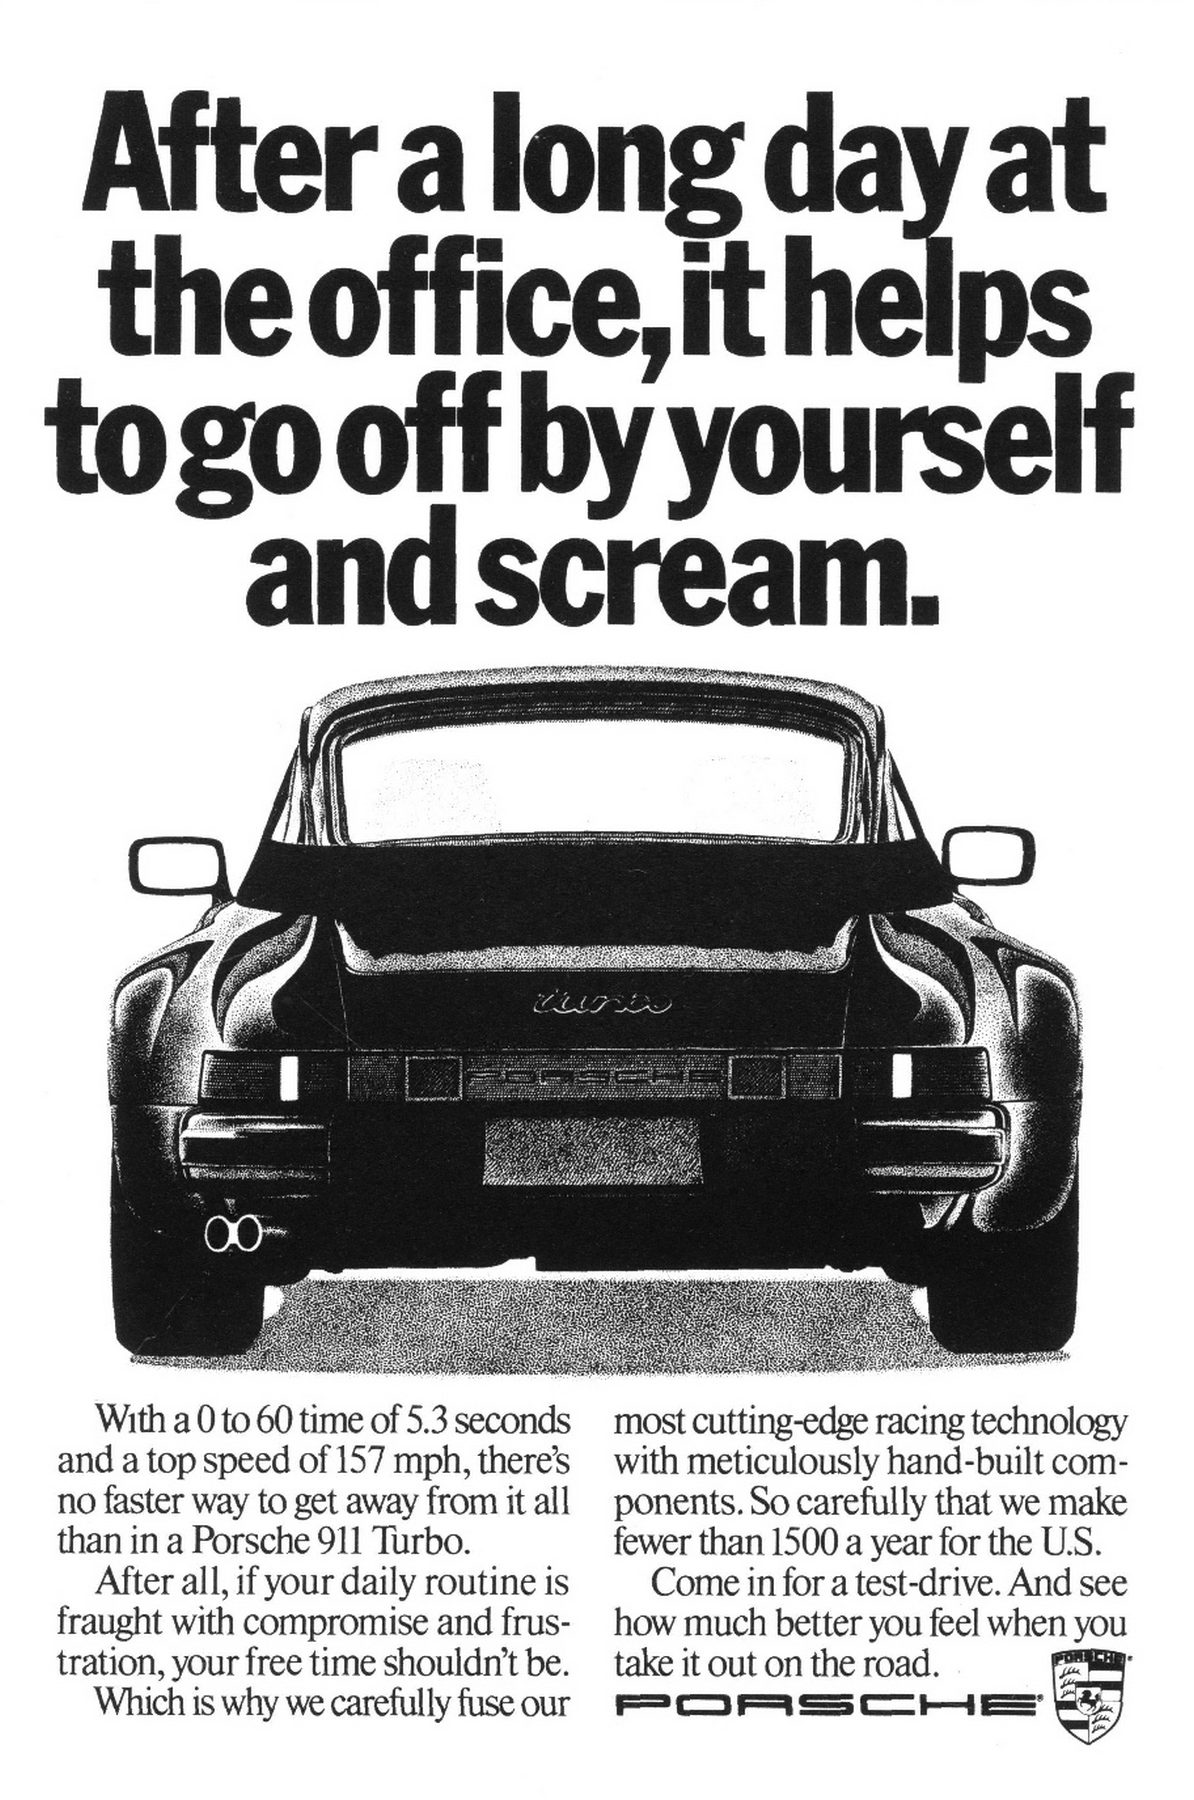 After a long day at
the office, it helps
to go off by yourself
and scream.
turbo
PORSCHE
With a 0 to 60 time of 5.3 seconds
and a top speed of 157 mph, there's
no faster way to get away from it all
than in a Porsche 911 Turbo.
After all, if your daily routine is
fraught with compromise and frus-
tration, your free time shouldn't be.
Which is why we carefully fuse our
most cutting-edge racing technology
with meticulously hand-built com-
ponents. So carefully that we make
fewer than 1500 a year for the U.S.
Come in for a test-drive. And see
how much better you feel when you
take it out on the road.
PORSCHE®
PORSCHE®